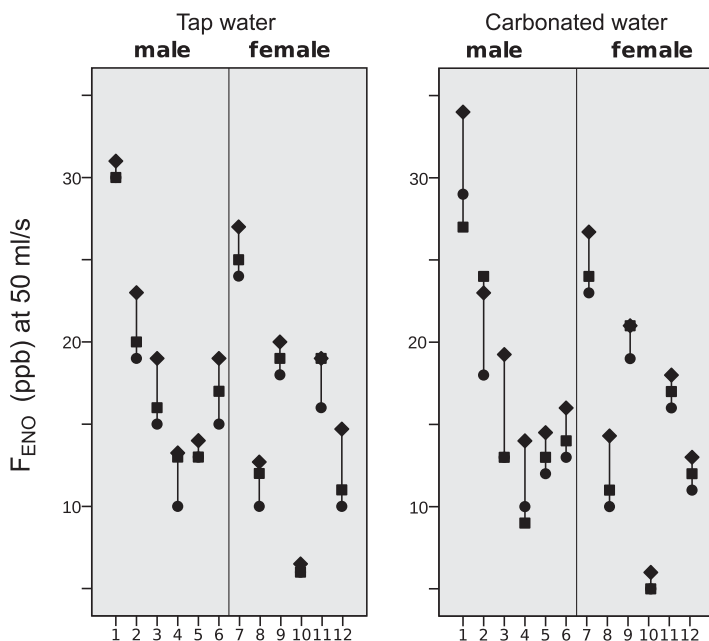 Tap water
male female
F_ENO (ppb) at 50 ml/s
30
20
10
1 2 3 4 5 6 7 8 9 10 11 12
Carbonated water
male female
30
20
10
1 2 3 4 5 6 7 8 9 10 11 12